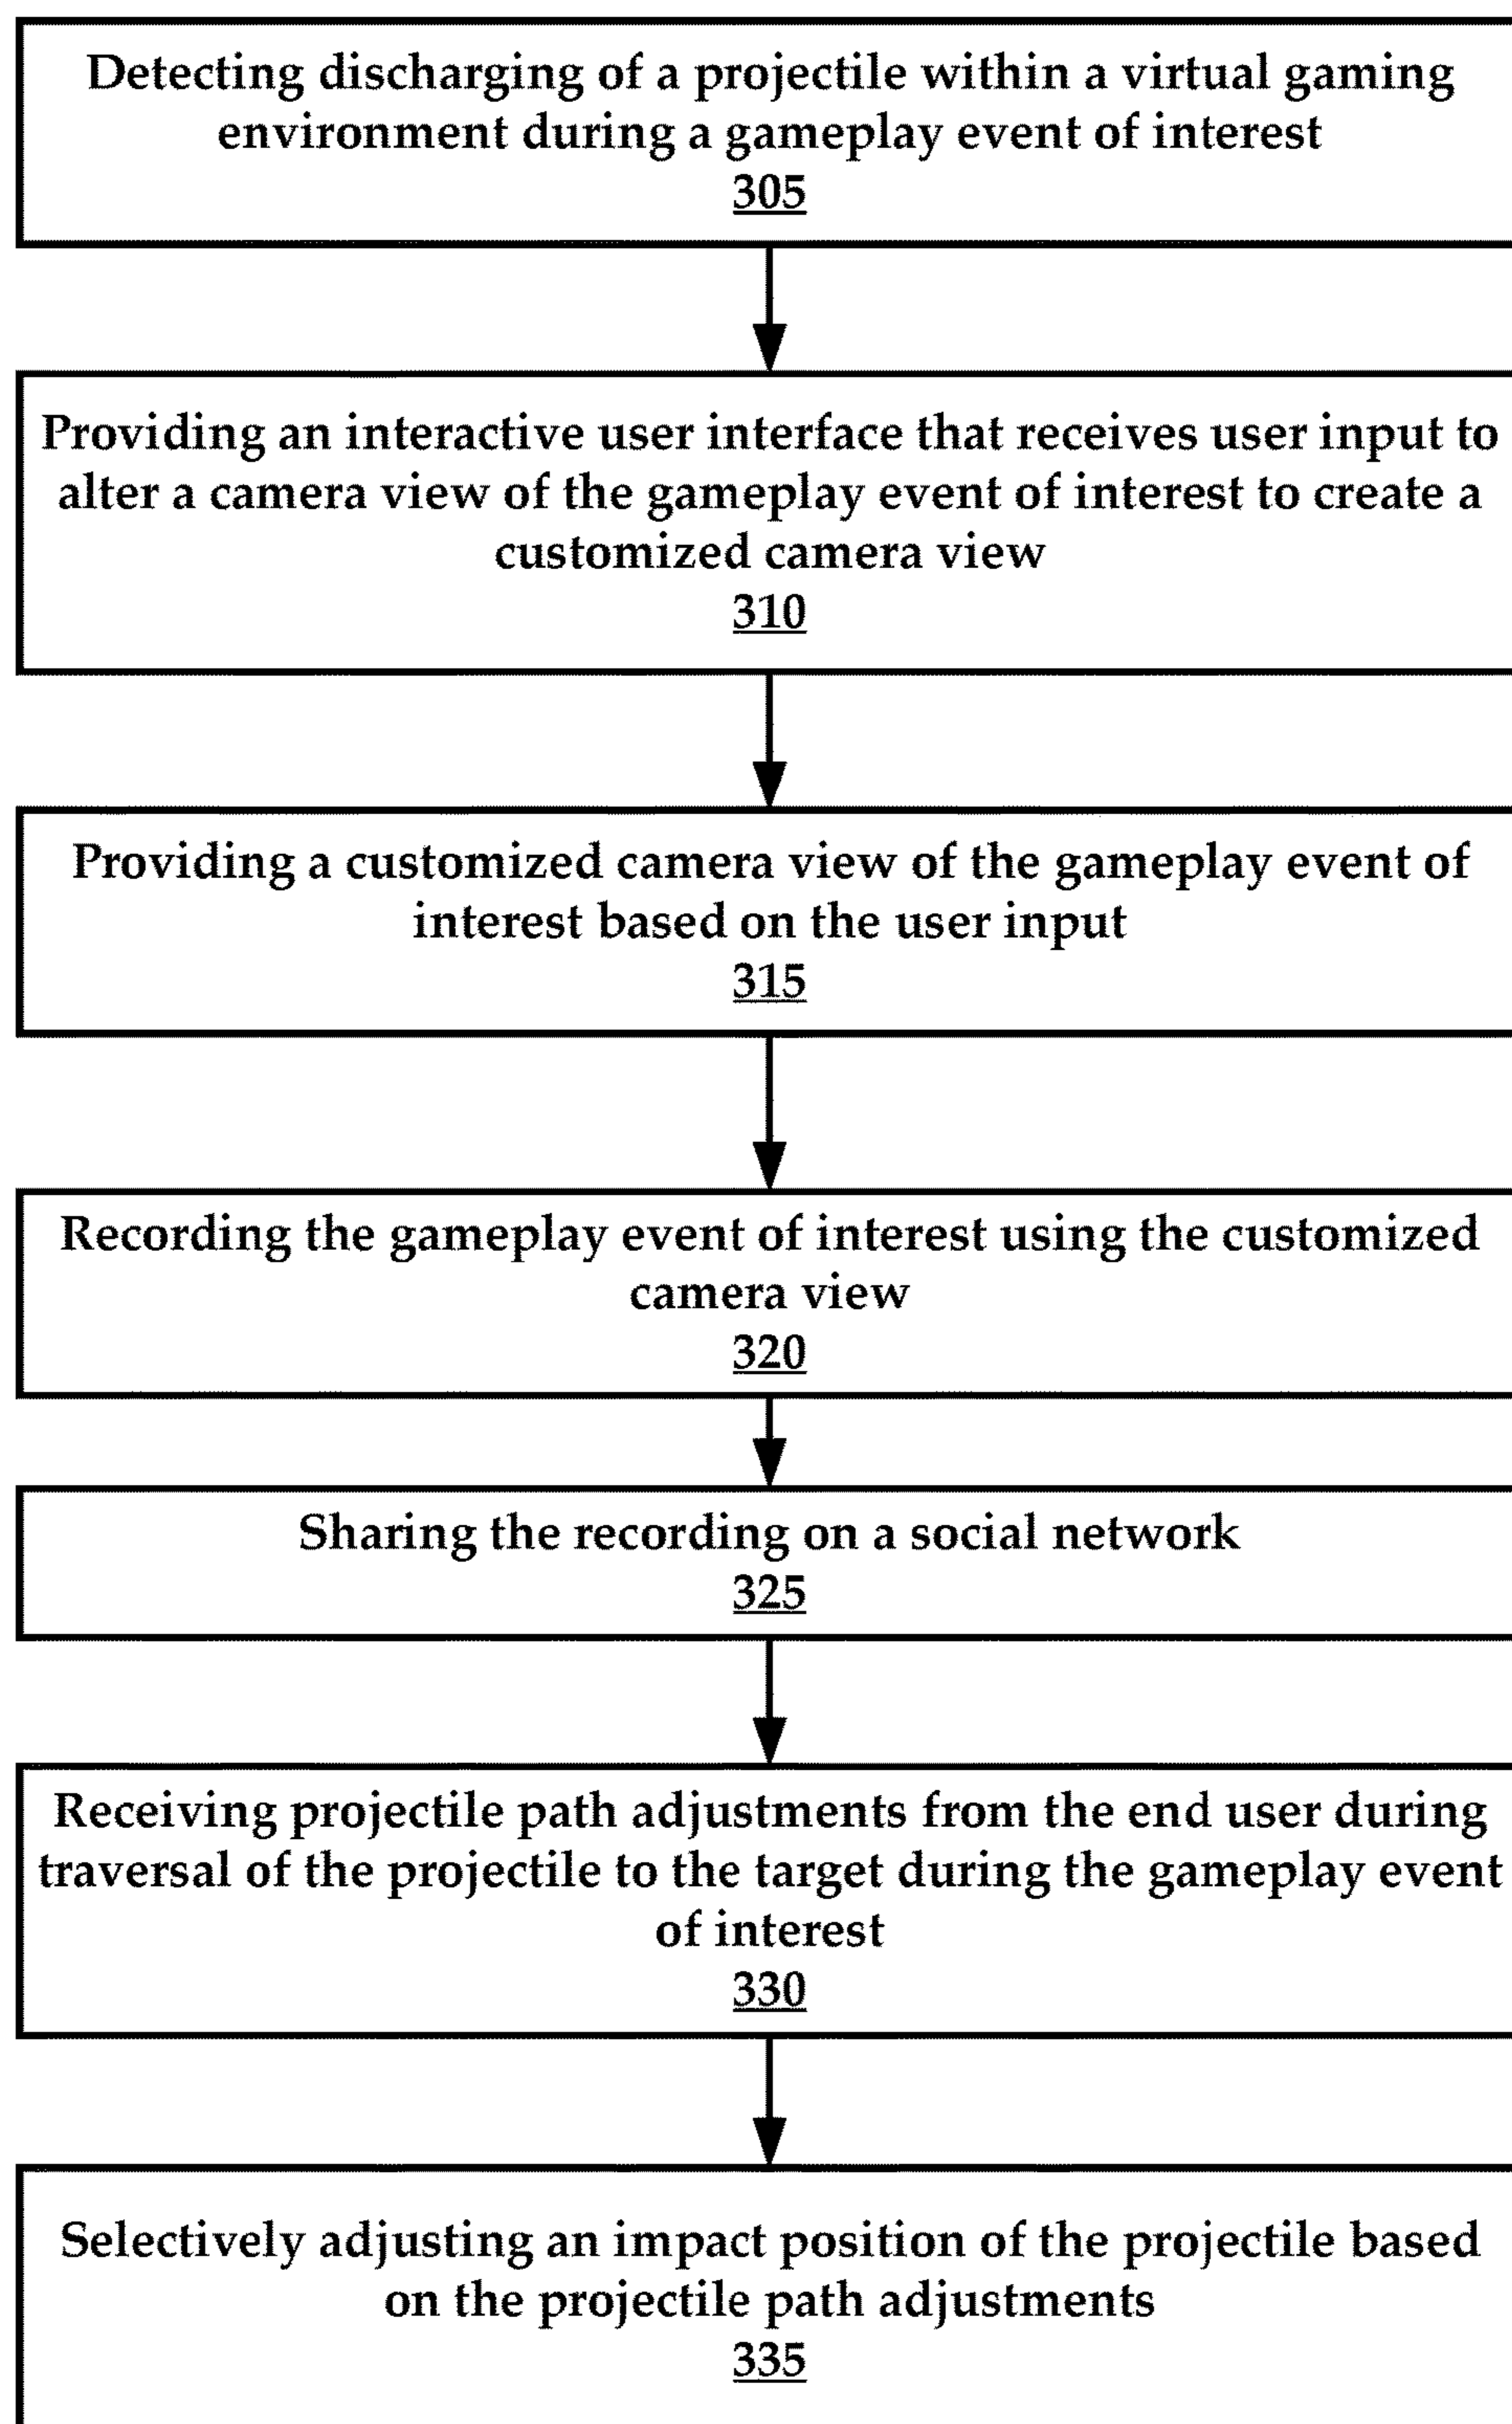 Detecting discharging of a projectile within a virtual gaming
environment during a gameplay event of interest
305
Providing an interactive user interface that receives user input to
alter a camera view of the gameplay event of interest to create a
customized camera view
310
Providing a customized camera view of the gameplay event of
interest based on the user input
315
Recording the gameplay event of interest using the customized
camera view
320
Sharing the recording on a social network
325
Receiving projectile path adjustments from the end user during
traversal of the projectile to the target during the gameplay event
of interest
330
Selectively adjusting an impact position of the projectile based
on the projectile path adjustments
335